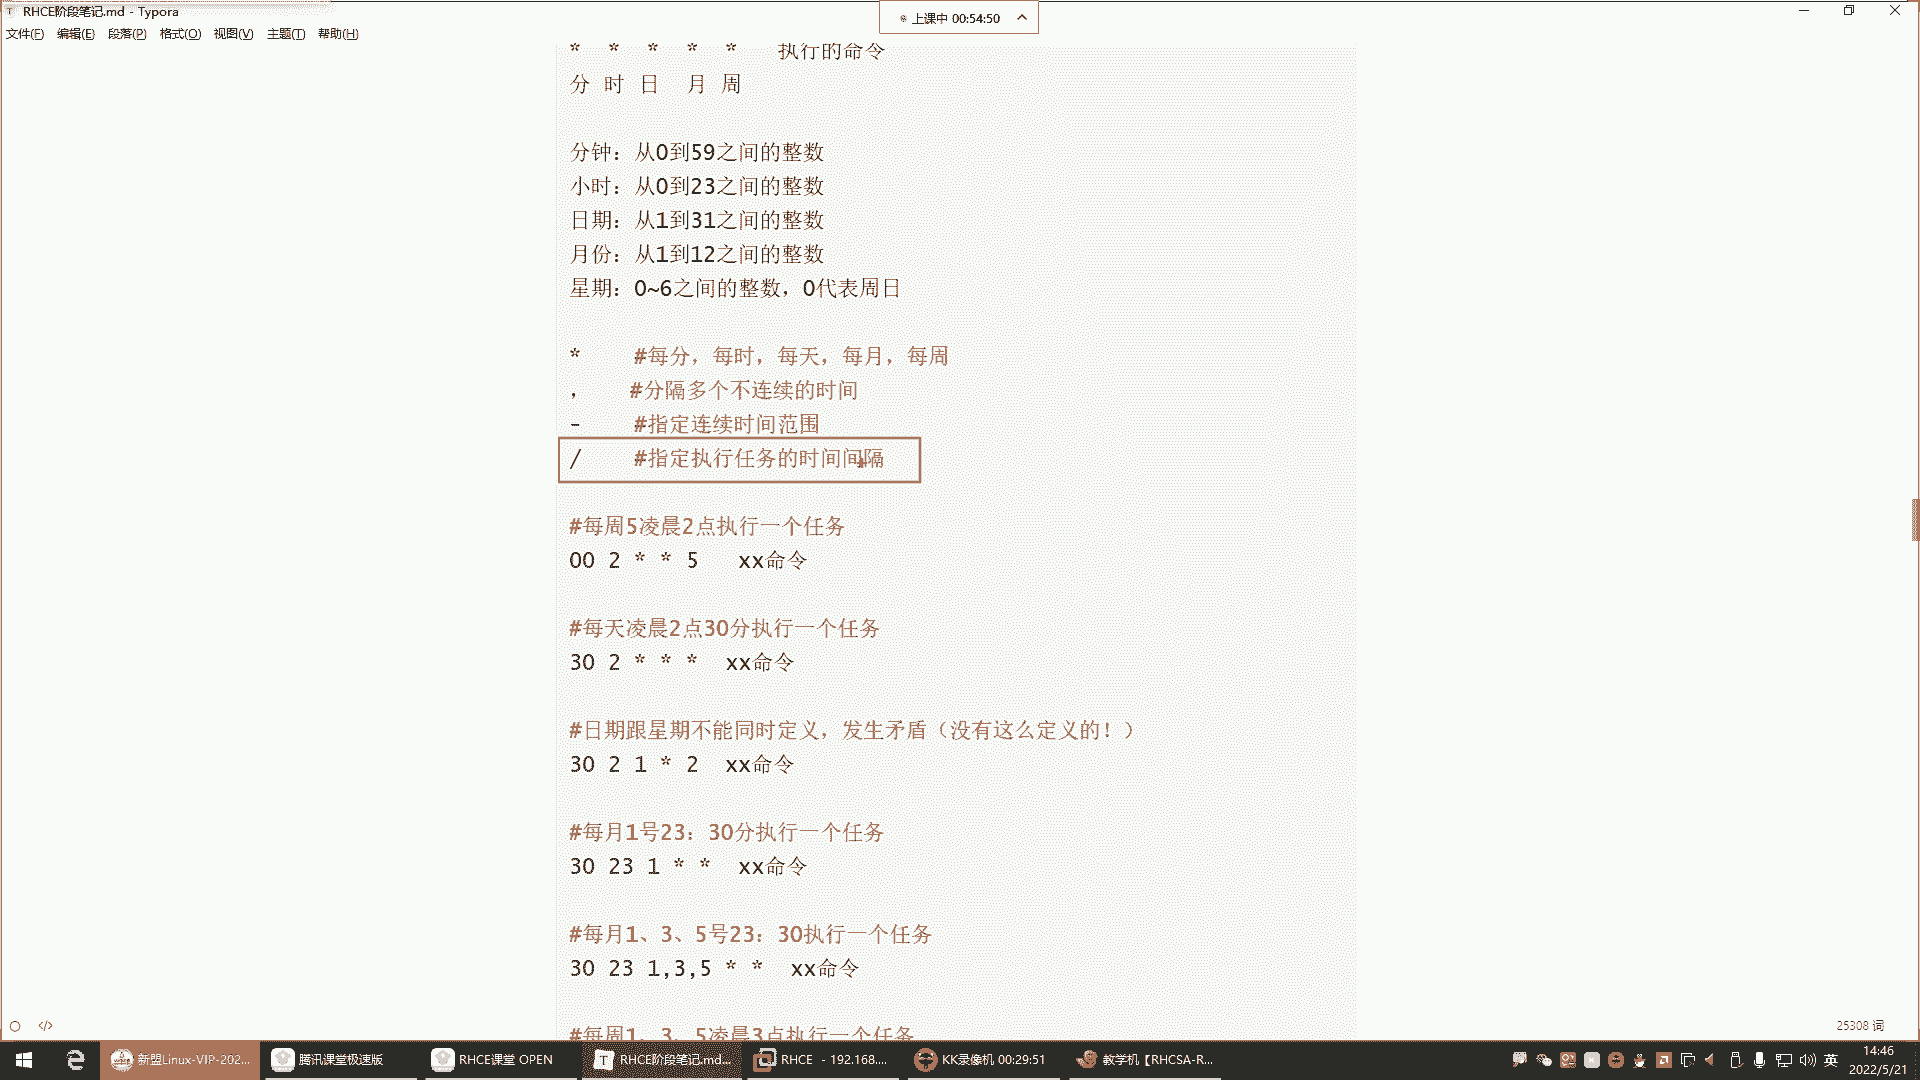 RHCE阶段笔记.md - Typora
上课中 00:54:50
文件(F) 编辑(E) 段落(P) 格式(O) 视图(V) 主题(T) 帮助(H)
* * * * * 执行的命令
分 时 日 月 周
分钟：从0到59之间的整数
小时：从0到23之间的整数
日期：从1到31之间的整数
月份：从1到12之间的整数
星期：0~6之间的整数，0代表周日
* #每分，每时，每天，每月，每周
, #分隔多个不连续的时间
- #指定连续时间范围
/ #指定执行任务的时间间隔
#每周5凌晨2点执行一个任务
00 2 * * 5 xx命令
#每天凌晨2点30分执行一个任务
30 2 * * * xx命令
#日期跟星期不能同时定义，发生矛盾（没有这么定义的！）
30 2 1 * 2 xx命令
#每月1号23：30分执行一个任务
30 23 1 * * xx命令
#每月1、3、5号23：30执行一个任务
30 23 1,3,5 * * xx命令
#每周1、3、5凌晨3点执行一个任务
25308 词
新盟Linux-VIP-202... 腾讯课堂极速版 RHCE课堂 OPEN RHCE阶段笔记.md... RHCE - 192.168.... KK录像机 00:29:51 教学机【RHCSA-R... 英 14:46
2022/5/21